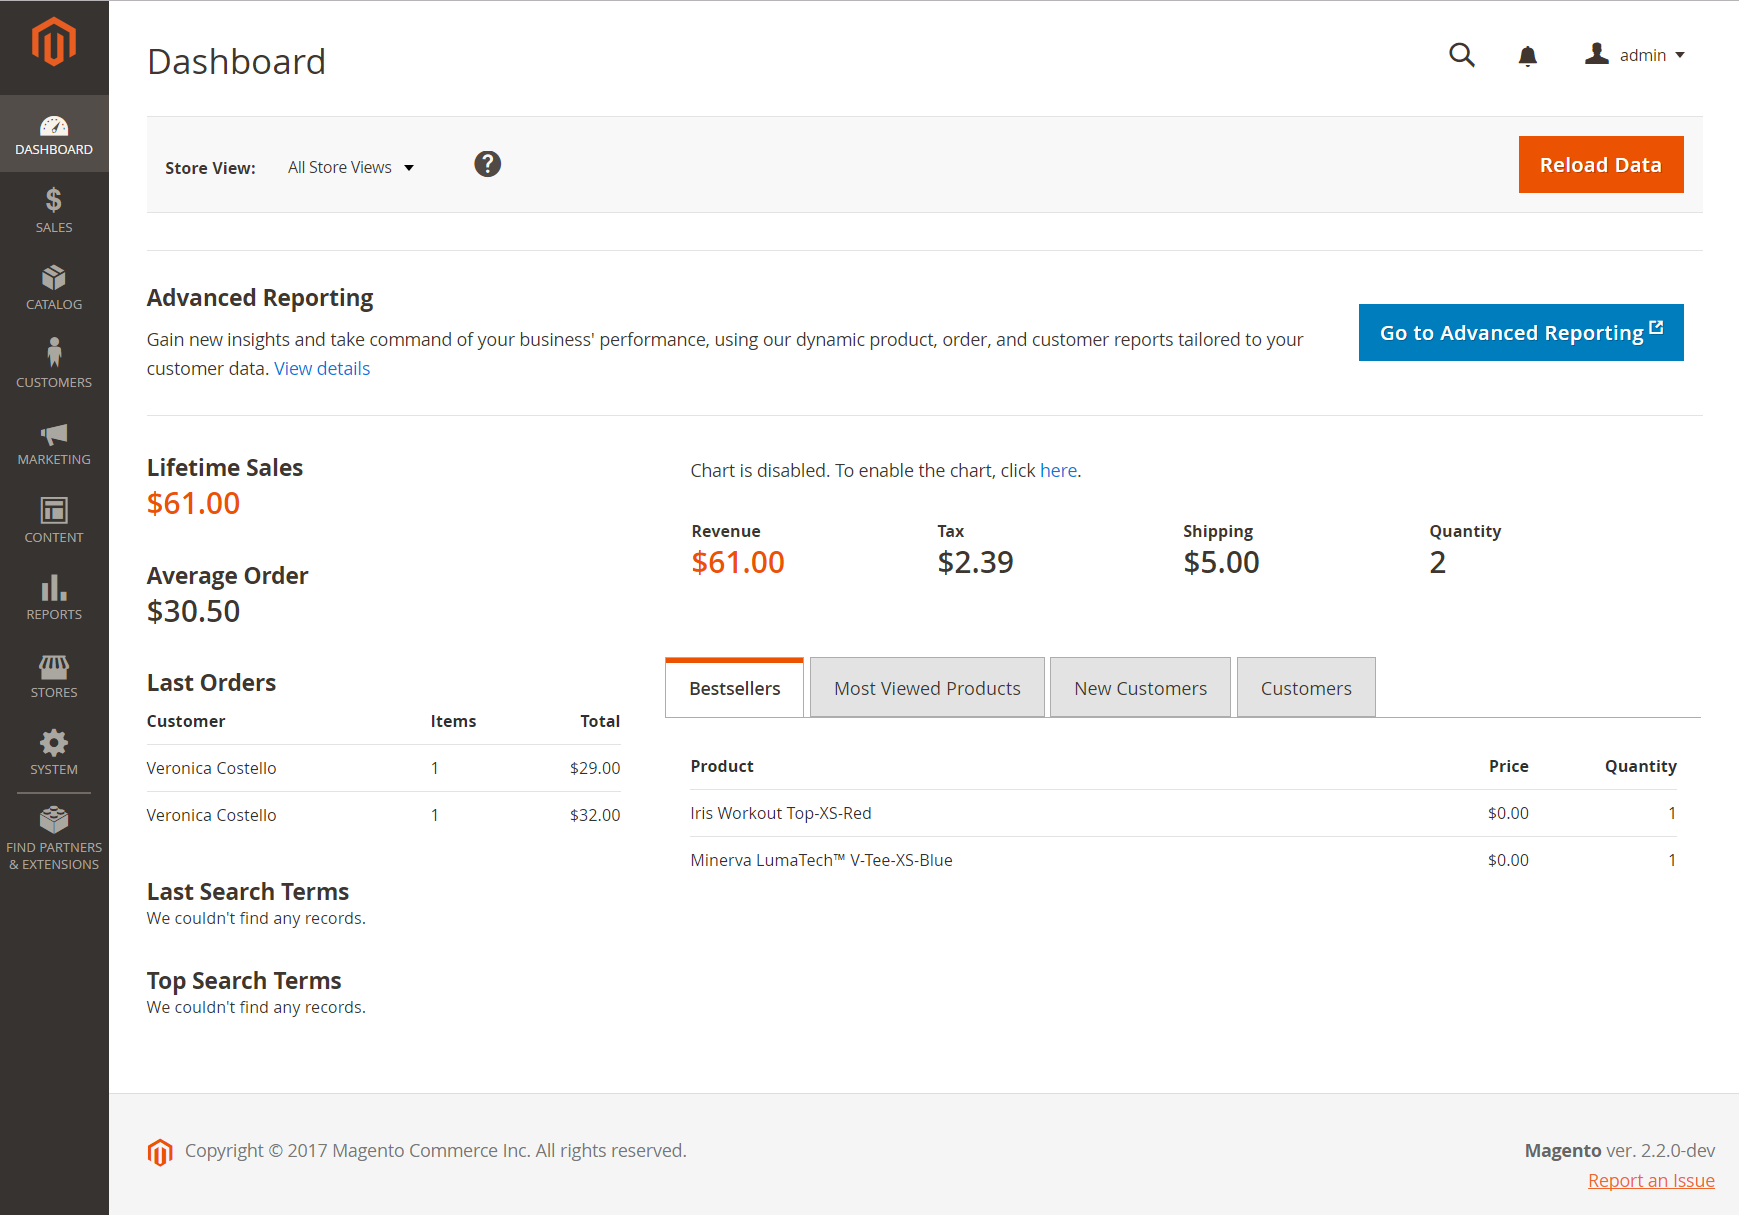 Dashboard
admin
DASHBOARD
SALES
CATALOG
CUSTOMERS
MARKETING
CONTENT
REPORTS
STORES
SYSTEM
FIND PARTNERS
& EXTENSIONS
Store View: All Store Views ?
Reload Data
Advanced Reporting
Gain new insights and take command of your business' performance, using our dynamic product, order, and customer reports tailored to your
customer data. View details
Go to Advanced Reporting
Lifetime Sales
$61.00
Average Order
$30.50
Last Orders
Customer Items Total
Veronica Costello 1 $29.00
Veronica Costello 1 $32.00
Last Search Terms
We couldn't find any records.
Top Search Terms
We couldn't find any records.
Chart is disabled. To enable the chart, click here.
Revenue Tax Shipping Quantity
$61.00 $2.39 $5.00 2
Bestsellers Most Viewed Products New Customers Customers
Product Price Quantity
Iris Workout Top-XS-Red $0.00 1
Minerva LumaTech™ V-Tee-XS-Blue $0.00 1
Copyright © 2017 Magento Commerce Inc. All rights reserved.
Magento ver. 2.2.0-dev
Report an Issue